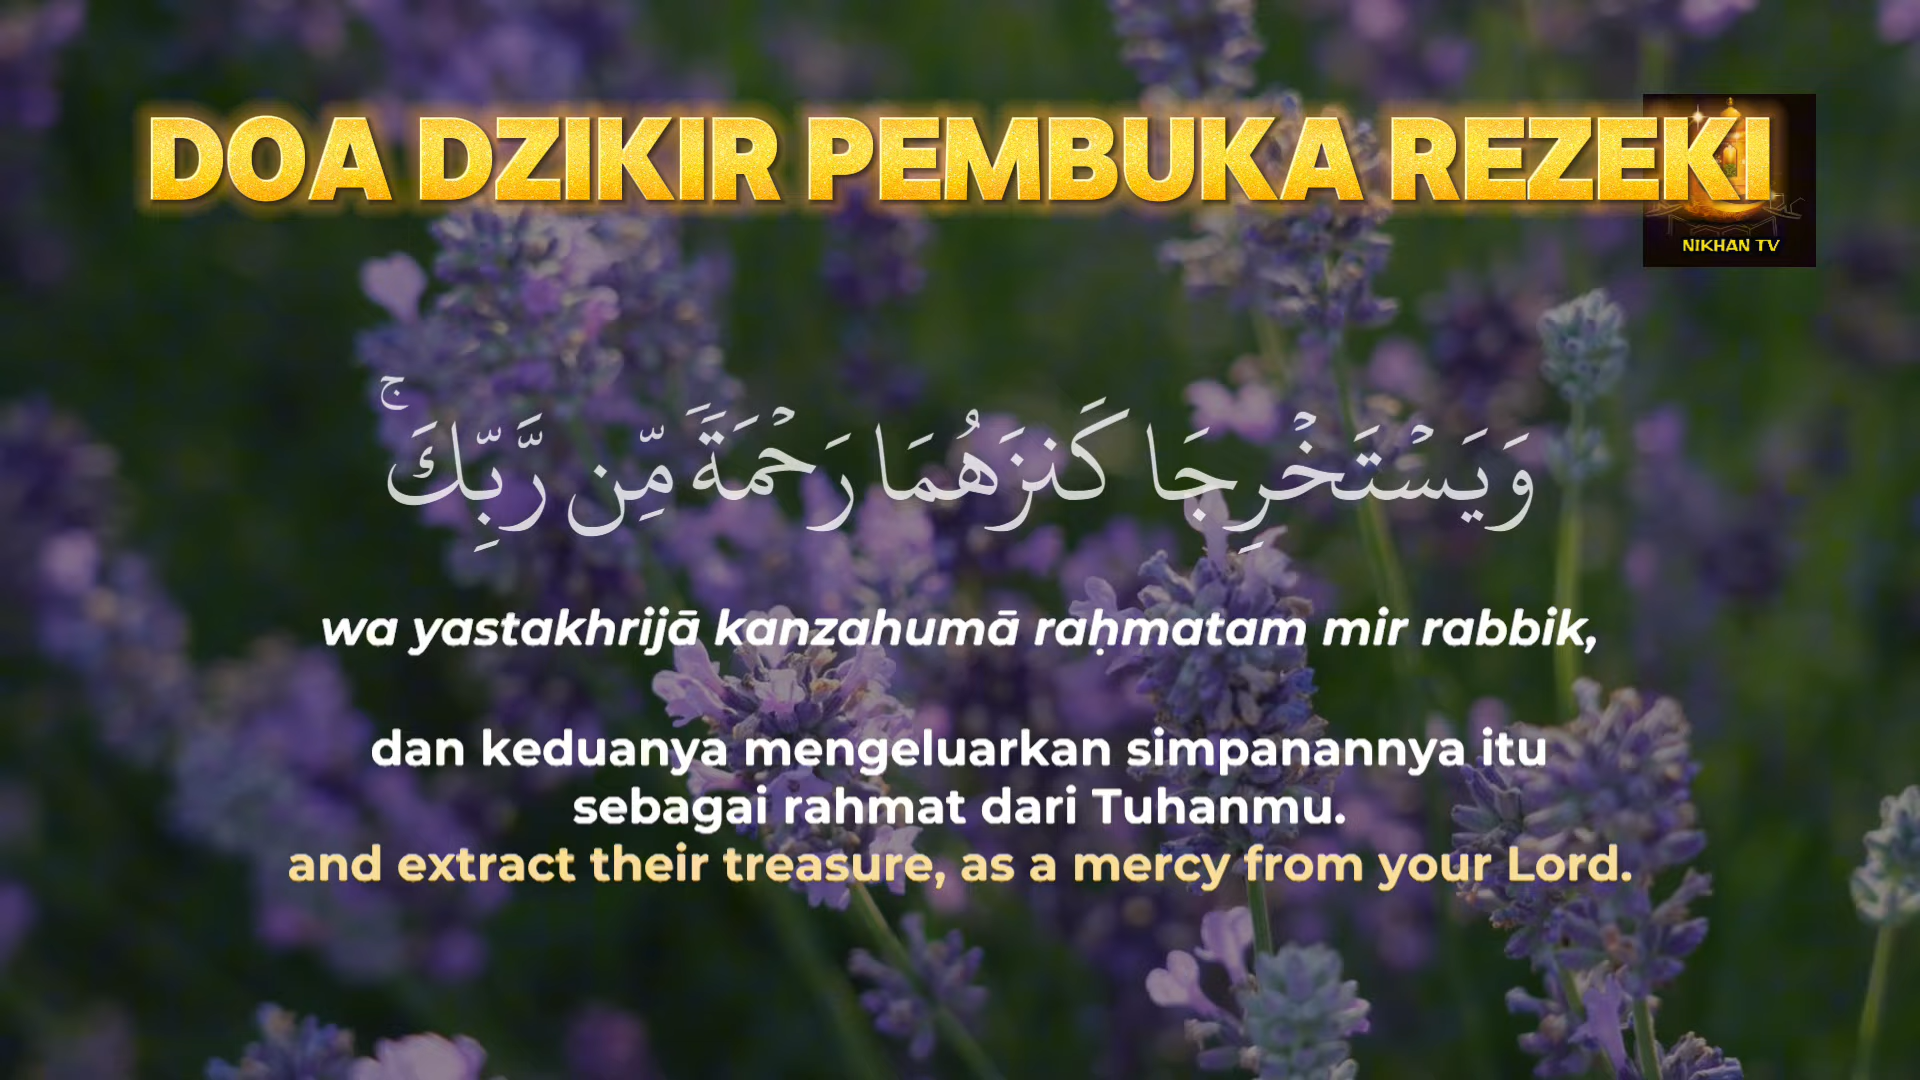 DOA DZIKIR PEMBUKA REZEKI
NIKHAN TV
وَيَسْتَخْرِجَا كَنزَهُمَا رَحْمَةً مِّن رَّبِّكَ ۚ
wa yastakhrijā kanzahumā raḥmatam mir rabbik,
dan keduanya mengeluarkan simpanannya itu
sebagai rahmat dari Tuhanmu.
and extract their treasure, as a mercy from your Lord.